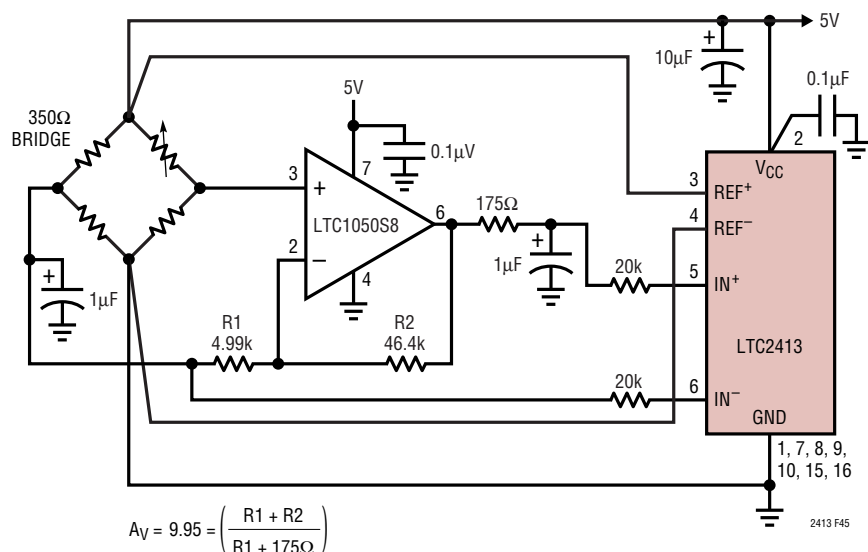 5V
10µF
0.1µF
350Ω
BRIDGE
5V
0.1µV
2
VCC
3
7
3
REF+
+
LTC1050S8
6
175Ω
4
REF−
2
−
4
+
1µF
20k
5
IN+
+
1µF
R1
4.99k
R2
46.4k
LTC2413
20k
6
IN−
GND
1, 7, 8, 9,
10, 15, 16
AV = 9.95 = ( R1 + R2
R1 + 175Ω )
+
2413 F45